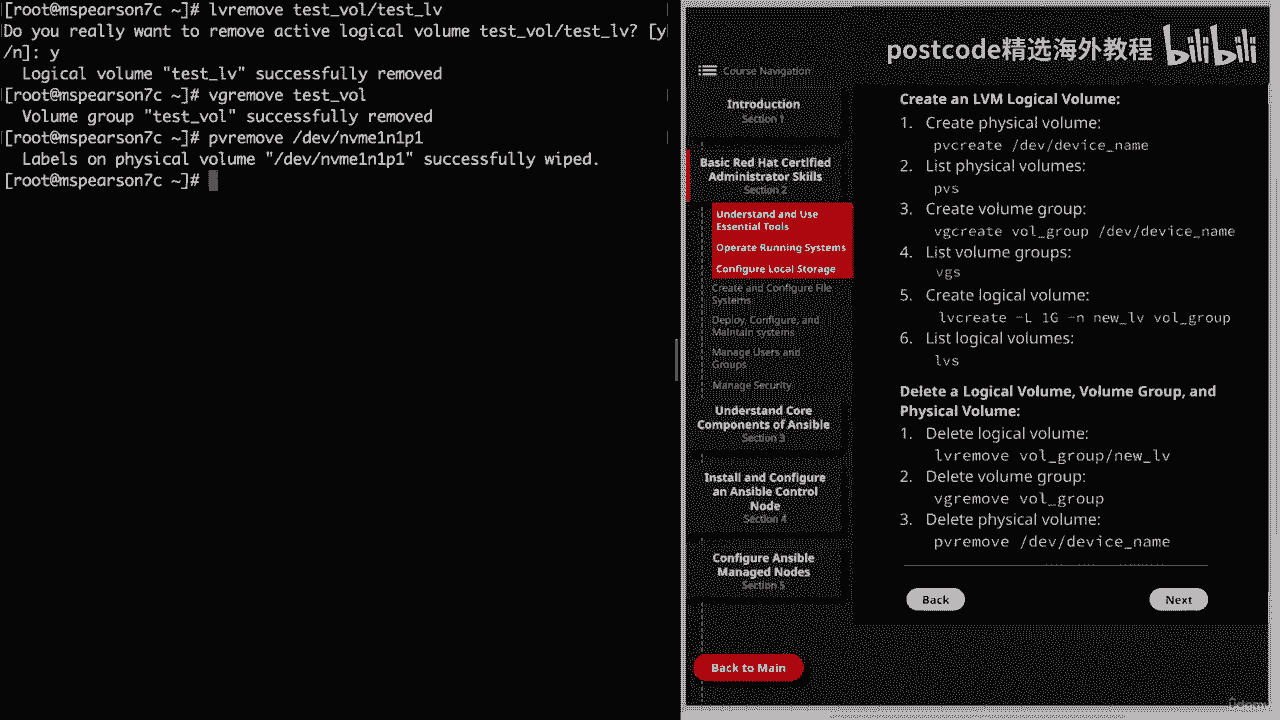 [root@mspearson7c ~]# lvremove test_vol/test_lv
Do you really want to remove active logical volume test_vol/test_lv? [y
/n]: y
Logical volume "test_lv" successfully removed
[root@mspearson7c ~]# vgremove test_vol
Volume group "test_vol" successfully removed
[root@mspearson7c ~]# pvremove /dev/nvme1n1p1
Labels on physical volume "/dev/nvme1n1p1" successfully wiped.
[root@mspearson7c ~]#
postcode精选海外教程 bilibili
Course Navigation
Introduction
Section 1
Basic Red Hat Certified
Administrator Skills
Section 2
Understand and Use
Essential Tools
Operate Running Systems
Configure Local Storage
Create and Configure File
Systems
Deploy, Configure, and
Maintain systems
Manage Users and
Groups
Manage Security
Understand Core
Components of Ansible
Section 3
Install and Configure
an Ansible Control
Node
Section 4
Configure Ansible
Managed Nodes
Section 5
Back to Main
Create an LVM Logical Volume:
1. Create physical volume:
pvcreate /dev/device_name
2. List physical volumes:
pvs
3. Create volume group:
vgcreate vol_group /dev/device_name
4. List volume groups:
vgs
5. Create logical volume:
lvcreate -L 1G -n new_lv vol_group
6. List logical volumes:
lvs
Delete a Logical Volume, Volume Group, and
Physical Volume:
1. Delete logical volume:
lvremove vol_group/new_lv
2. Delete volume group:
vgremove vol_group
3. Delete physical volume:
pvremove /dev/device_name
Back
Next
Udemy